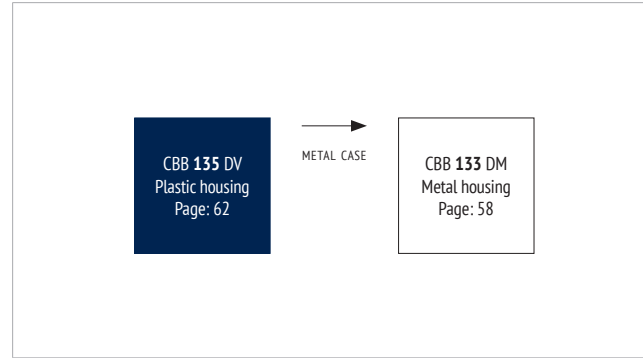 CBB 135 DV
Plastic housing
Page: 62
METAL CASE
CBB 133 DM
Metal housing
Page: 58